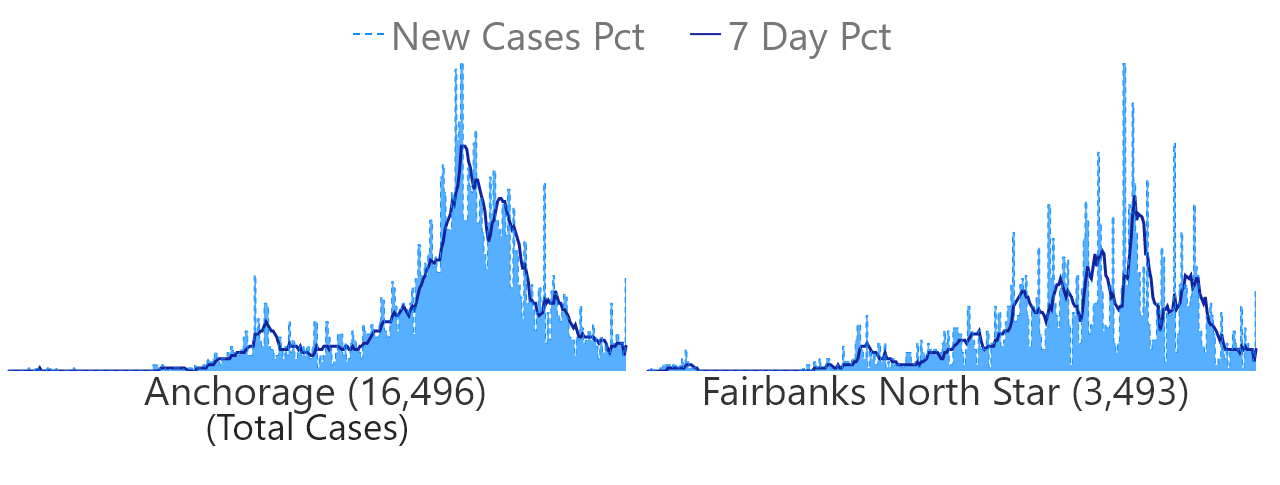 New Cases Pct 7 Day Pct
Anchorage (16,496) Fairbanks North Star (3,493)
(Total Cases)